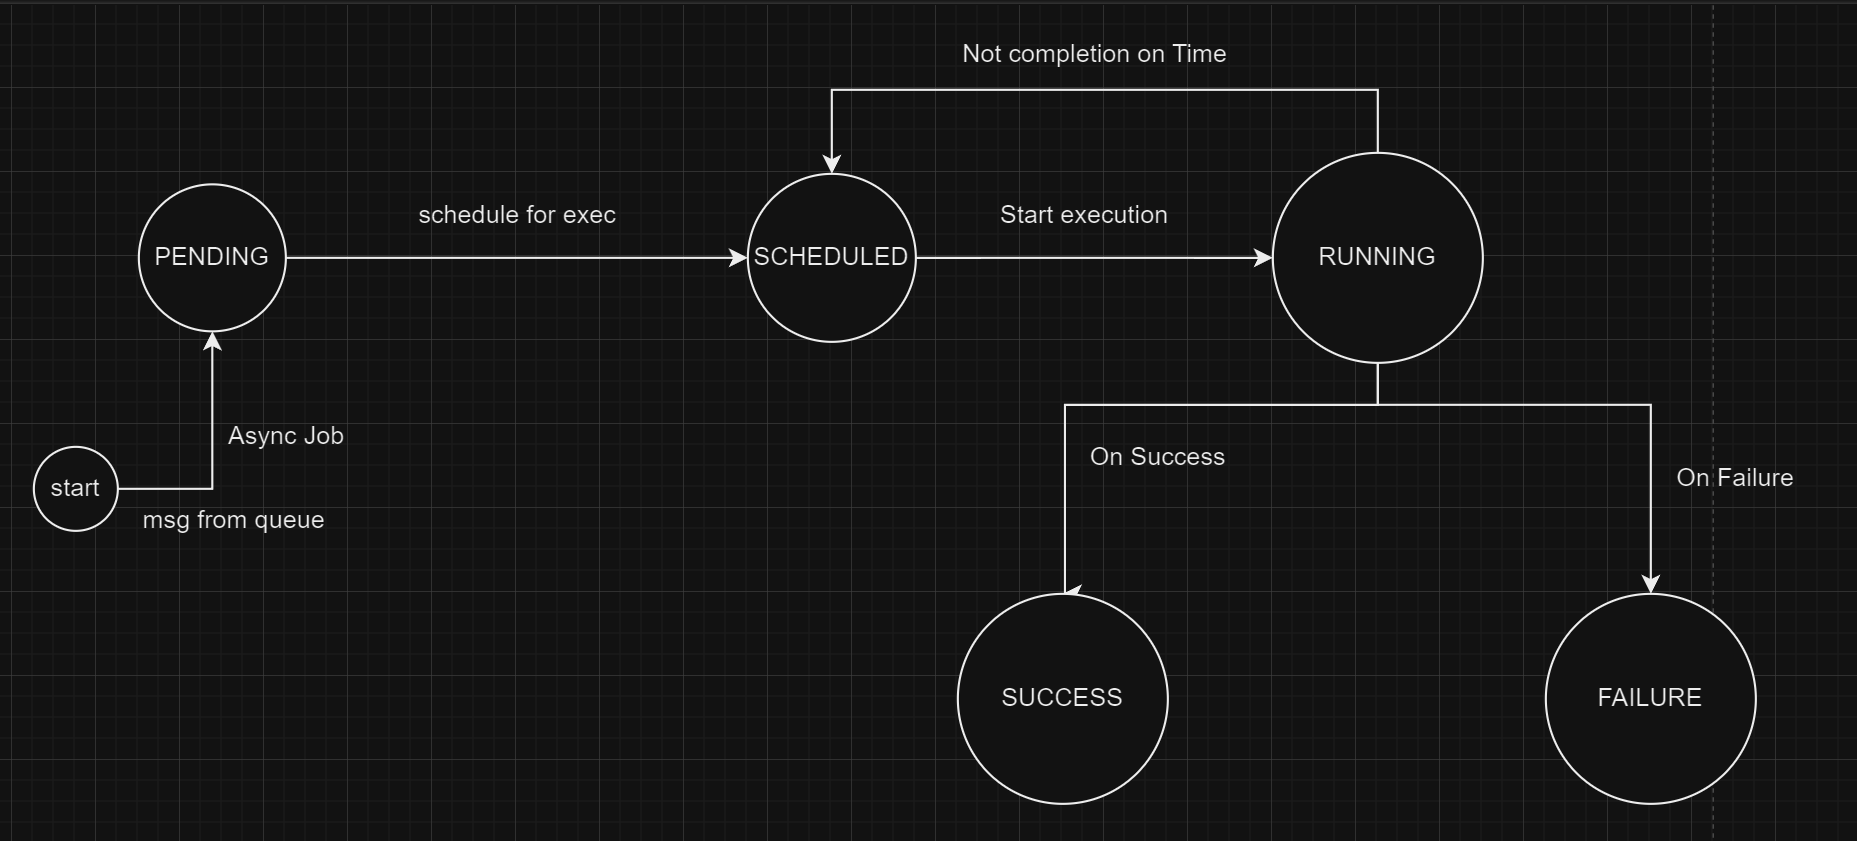 Not completion on Time
schedule for exec
Start execution
PENDING
SCHEDULED
RUNNING
Async Job
On Success
On Failure
start
msg from queue
SUCCESS
FAILURE